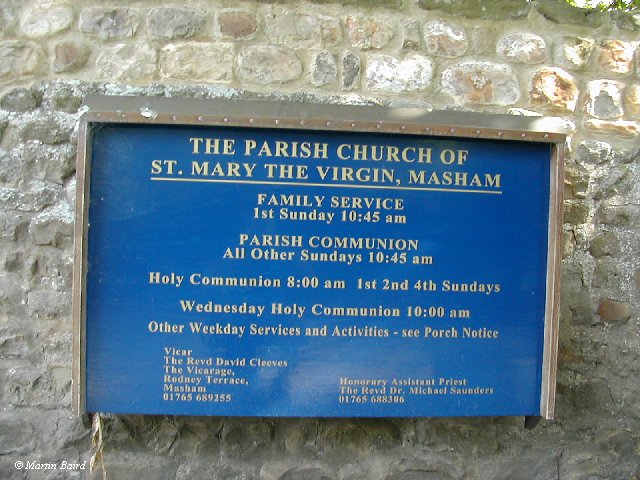 THE PARISH CHURCH OF
ST. MARY THE VIRGIN, MASHAM
FAMILY SERVICE
1st Sunday 10:45 am
PARISH COMMUNION
All Other Sundays 10:45 am
Holy Communion 8:00 am 1st 2nd 4th Sundays
Wednesday Holy Communion 10:00 am
Other Weekday Services and Activities - see Porch Notice
Vicar
The Revd David Cleeves
The Vicarage,
Rodney Terrace,
Masham
01765 689255
Honorary Assistant Priest
The Revd Dr. Michael Saunders
01765 688306
© Martin Baird